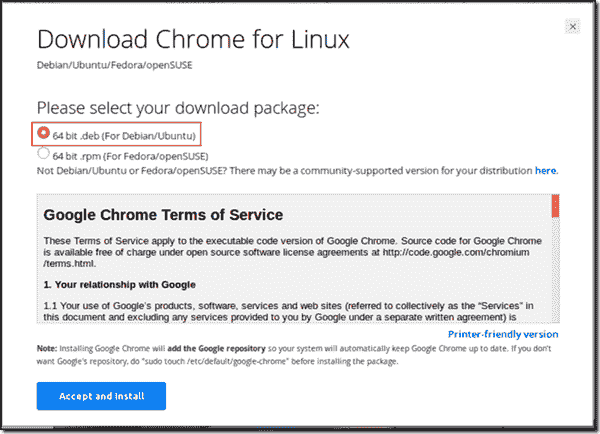 Download Chrome for Linux
Debian/Ubuntu/Fedora/openSUSE
Please select your download package:
64 bit .deb (For Debian/Ubuntu)
64 bit .rpm (For Fedora/openSUSE)
Not Debian/Ubuntu or Fedora/openSUSE? There may be a community-supported version for your distribution here.
Google Chrome Terms of Service
These Terms of Service apply to the executable code version of Google Chrome. Source code for Google Chrome
is available free of charge under open source software license agreements at http://code.google.com/chromium
/terms.html.
1. Your relationship with Google
1.1 Your use of Google's products, software, services and web sites (referred to collectively as the "Services" in
this document and excluding any services provided to you by Google under a separate written agreement) is
Printer-friendly version
Note: Installing Google Chrome will add the Google repository so your system will automatically keep Google Chrome up to date. If you don't
want Google's repository, do "sudo touch /etc/default/google-chrome" before installing the package.
Accept and Install